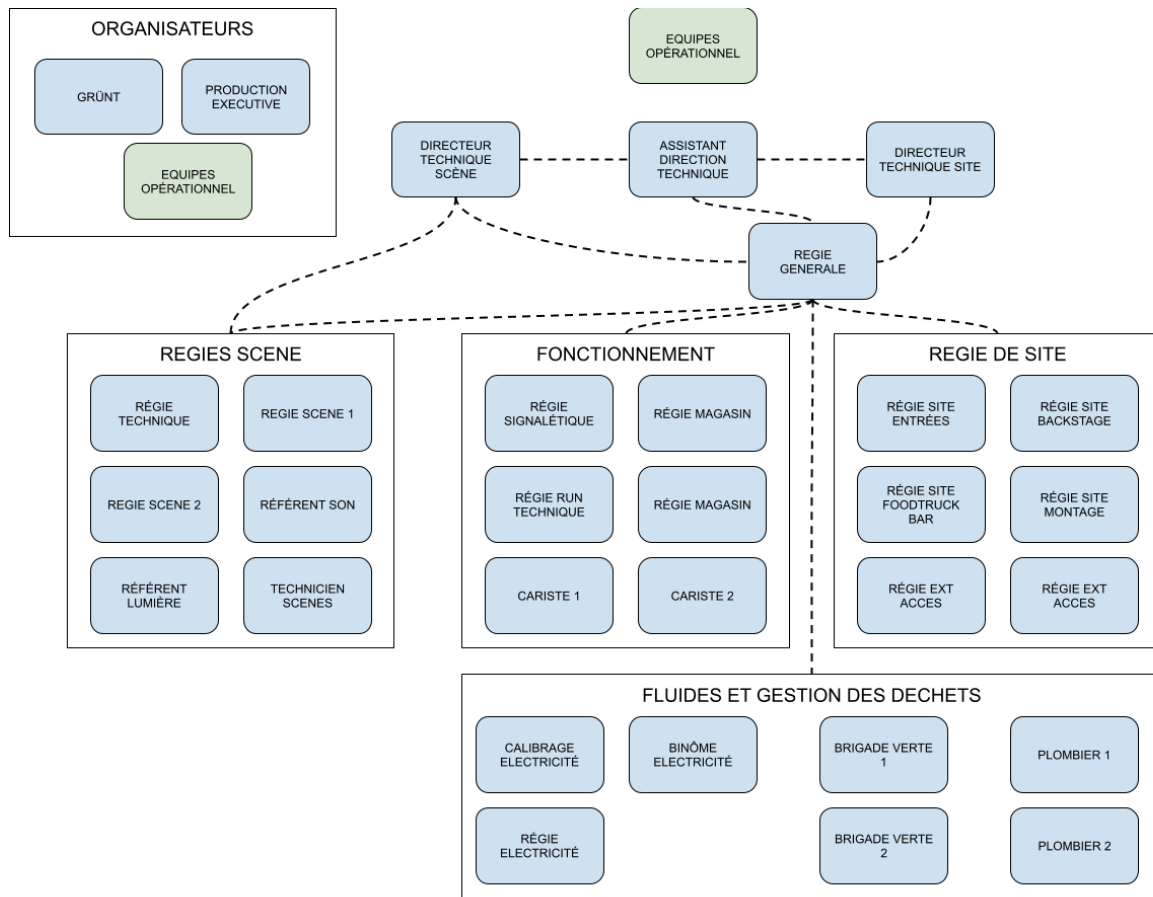 ORGANISATEURS
GRÜNT
PRODUCTION
EXECUTIVE
EQUIPES
OPÉRATIONNEL
EQUIPES
OPÉRATIONNEL
DIRECTEUR
TECHNIQUE
SCÈNE
ASSISTANT
DIRECTION
TECHNIQUE
DIRECTEUR
TECHNIQUE SITE
REGIE
GENERALE
REGIES SCENE
RÉGIE
TECHNIQUE
REGIE SCENE 1
REGIE SCENE 2
RÉFÉRENT SON
RÉFÉRENT
LUMIÈRE
TECHNICIEN
SCENES
FONCTIONNEMENT
RÉGIE
SIGNALÉTIQUE
RÉGIE MAGASIN
RÉGIE RUN
TECHNIQUE
RÉGIE MAGASIN
CARISTE 1
CARISTE 2
REGIE DE SITE
RÉGIE SITE
ENTRÉES
RÉGIE SITE
BACKSTAGE
RÉGIE SITE
FOODTRUCK
BAR
RÉGIE SITE
MONTAGE
RÉGIE EXT
ACCES
RÉGIE EXT
ACCES
FLUIDES ET GESTION DES DECHETS
CALIBRAGE
ELECTRICITÉ
BINÔME
ELECTRICITÉ
BRIGADE VERTE
1
PLOMBIER 1
RÉGIE
ELECTRICITÉ
BRIGADE VERTE
2
PLOMBIER 2